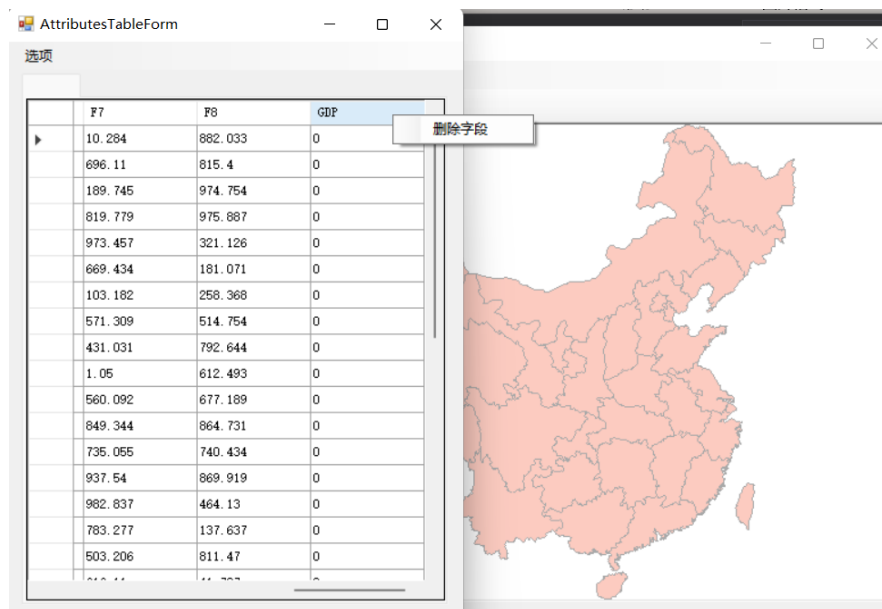 AttributesTableForm
选项
F7 F8 GDP
删除字段
10.284 882.033 0
696.11 815.4 0
189.745 974.754 0
819.779 975.887 0
973.457 321.126 0
669.434 181.071 0
103.182 258.368 0
571.309 514.754 0
431.031 792.644 0
1.05 612.493 0
560.092 677.189 0
849.344 864.731 0
735.055 740.434 0
937.54 869.919 0
982.837 464.13 0
783.277 137.637 0
503.206 811.47 0